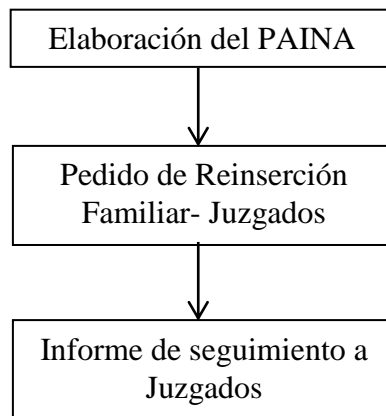 Elaboración del PAINA
Pedido de Reinserción
Familiar- Juzgados
Informe de seguimiento a
Juzgados